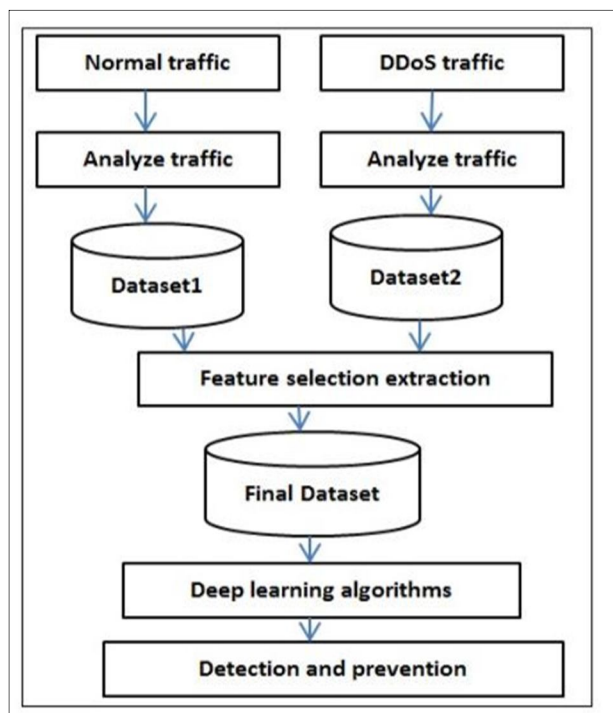 Normal traffic
DDoS traffic
Analyze traffic
Analyze traffic
Dataset1
Dataset2
Feature selection extraction
Final Dataset
Deep learning algorithms
Detection and prevention